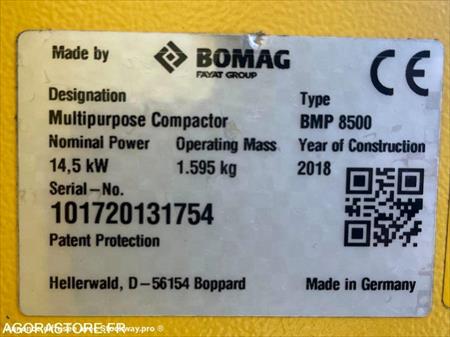 Made by BOMAG
FAYAT GROUP
CE
Designation Type
Multipurpose Compactor BMP 8500
Nominal Power Operating Mass Year of Construction
14,5 kW 1.595 kg 2018
Serial-No.
101720131754
Patent Protection
Hellerwald, D-56154 Boppard Made in Germany
AGORASTORE.FR